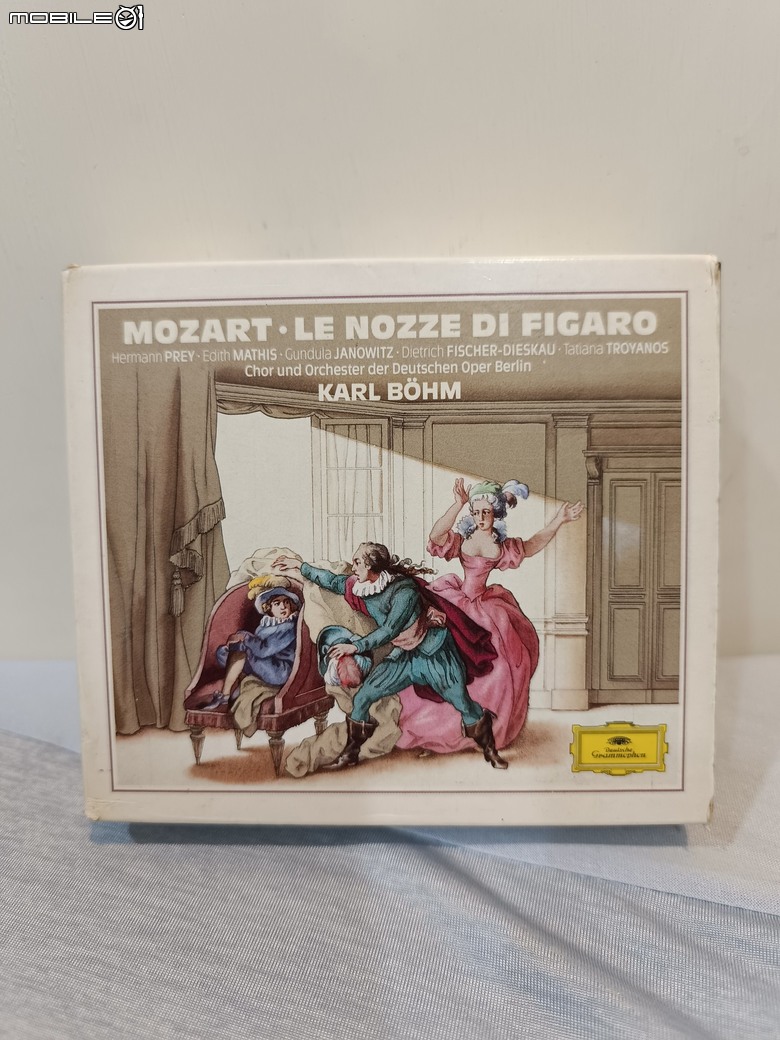 MOBILE01
MOZART · LE NOZZE DI FIGARO
Hermann PREY · Edith MATHIS · Gundula JANOWITZ · Dietrich FISCHER-DIESKAU · Tatiana TROYANOS
Chor und Orchester der Deutschen Oper Berlin
KARL BÖHM
Deutsche
Grammophon